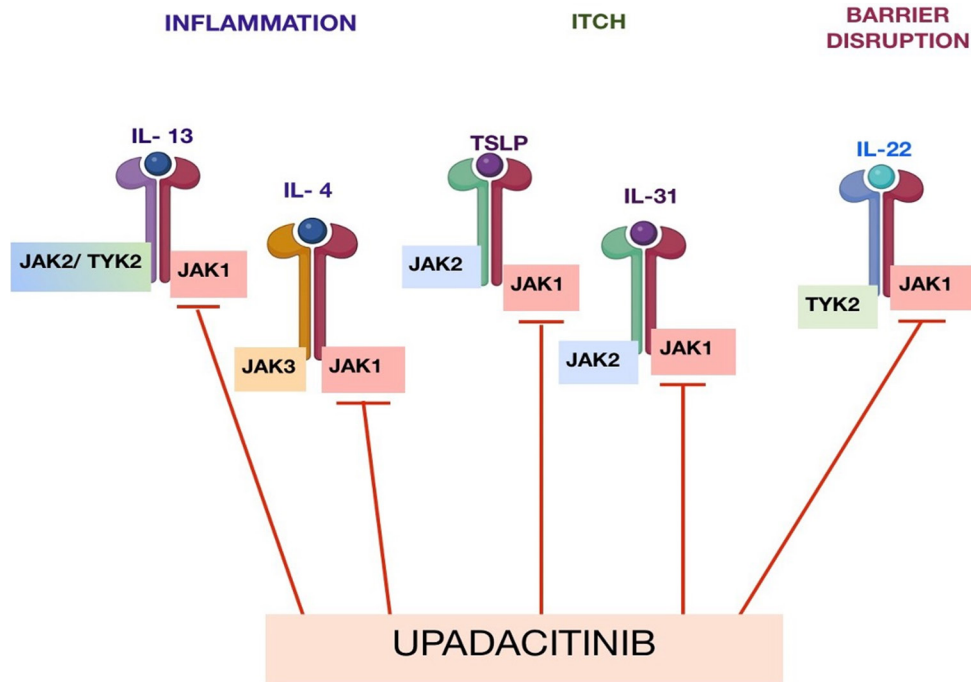 INFLAMMATION
ITCH
BARRIER
DISRUPTION
IL- 13
JAK2/ TYK2
JAK1
IL- 4
JAK3
JAK1
TSLP
JAK2
JAK1
IL-31
JAK2
JAK1
IL-22
TYK2
JAK1
UPADACITINIB